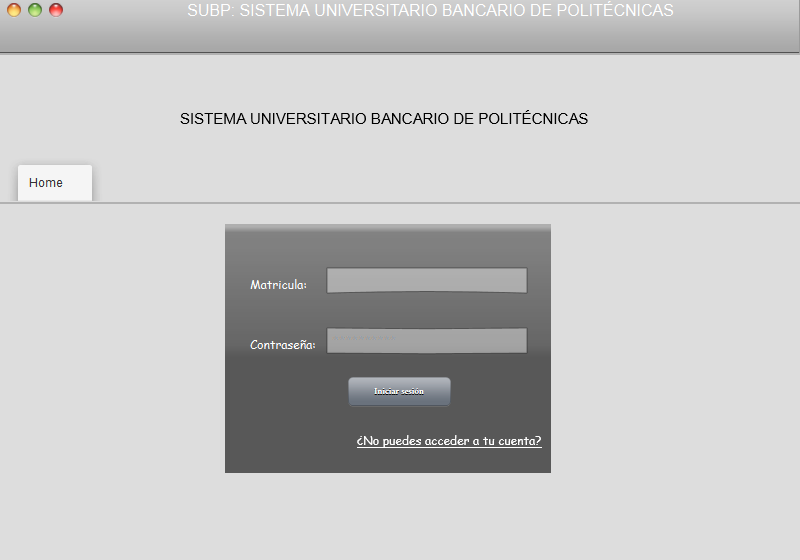 SUBP: SISTEMA UNIVERSITARIO BANCARIO DE POLITÉCNICAS
SISTEMA UNIVERSITARIO BANCARIO DE POLITÉCNICAS
Home
Matricula:
Contraseña:
Iniciar sesión
¿No puedes acceder a tu cuenta?